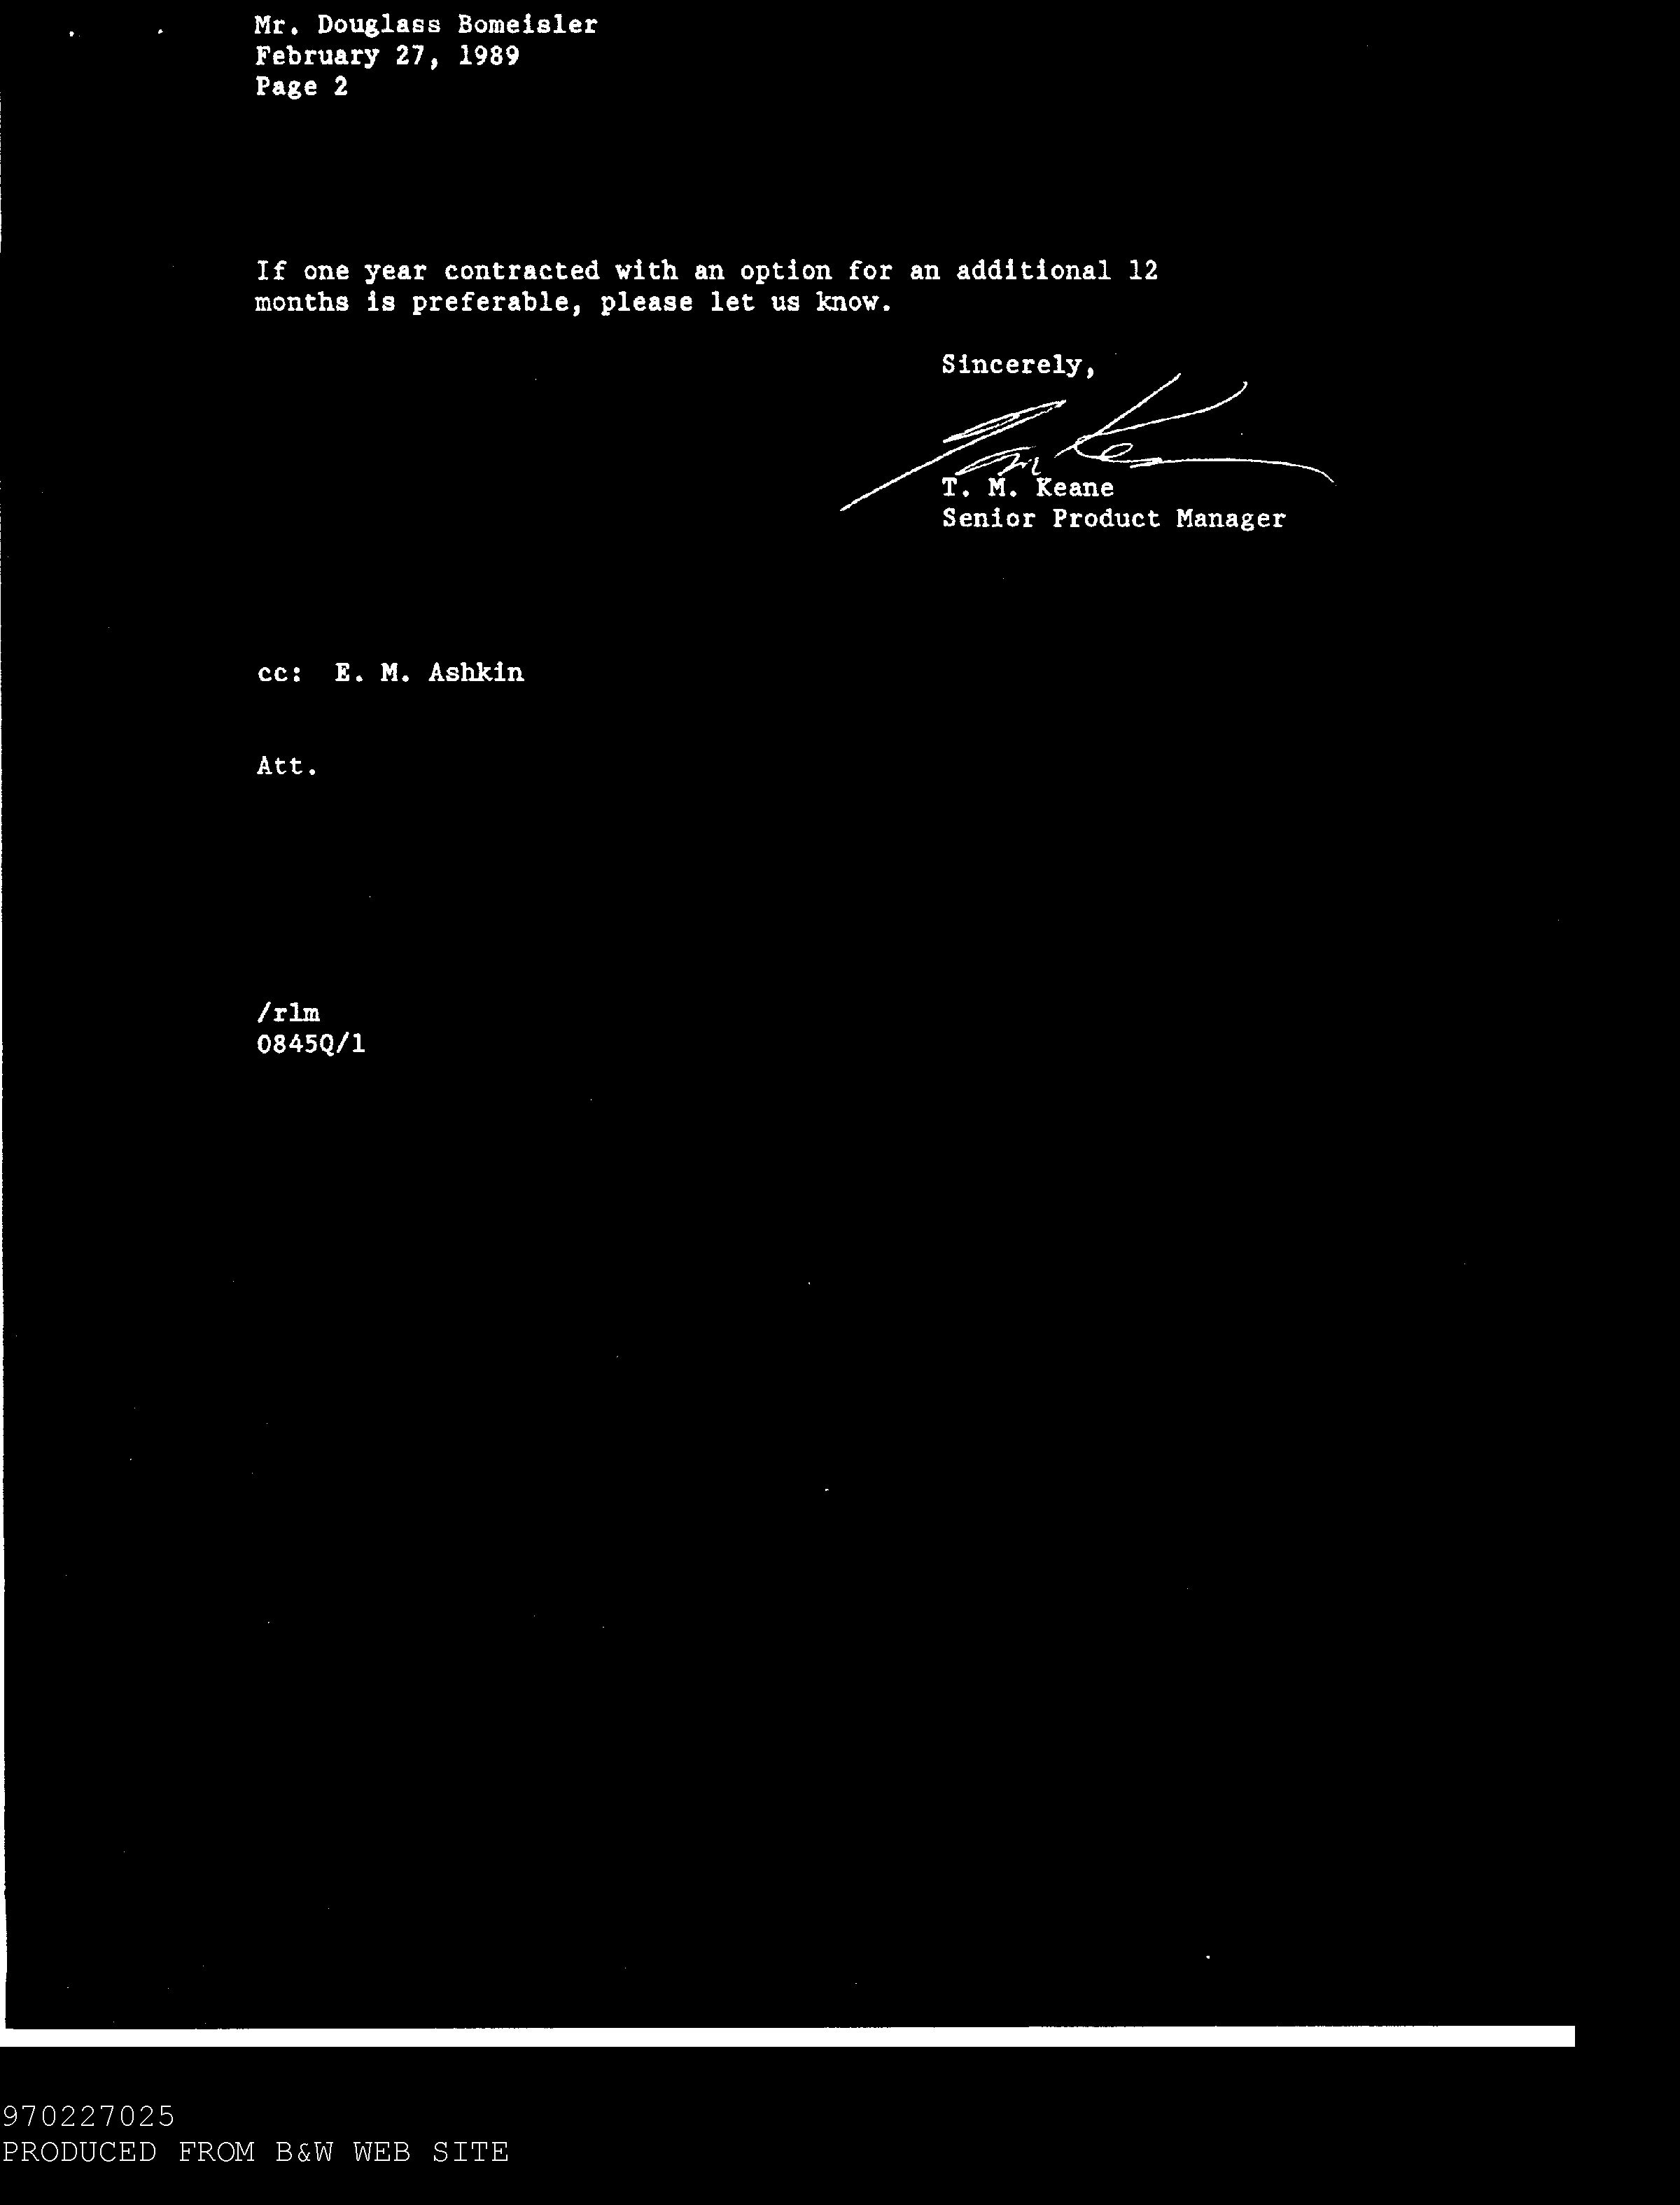 Mr. Douglass Bomeisler
February 27, 1989
Page 2
If one year contracted with an option for an additional 12
months is preferable, please let us know.
Sincerely,
T. M. Keane
Senior Product Manager
cc: E. M. Ashkin
Att.
/rlm
0845Q/1
970227025
PRODUCED FROM B&W WEB SITE